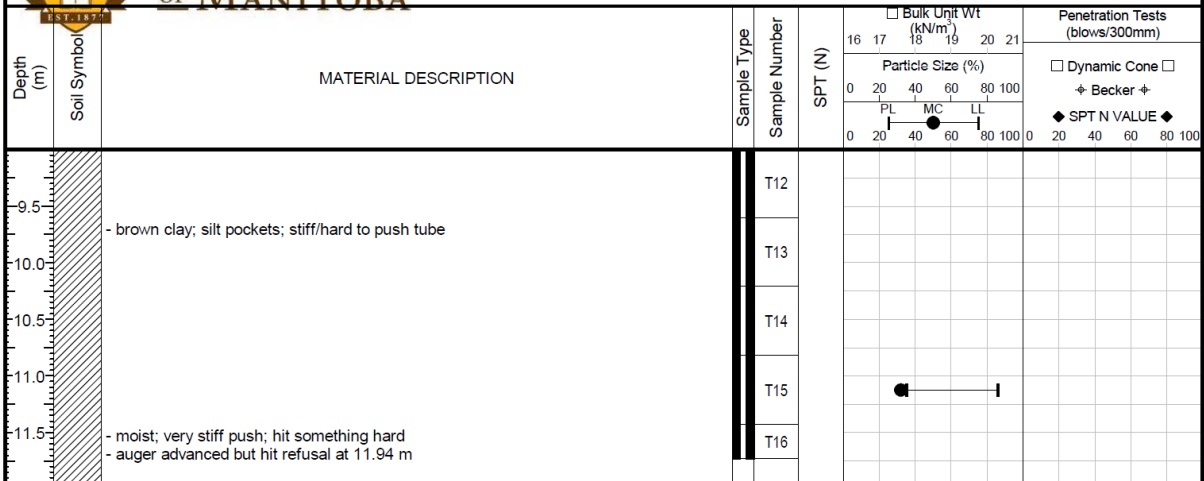 OF MANITOBA
EST. 1877
Depth (m)
Soil Symbol
MATERIAL DESCRIPTION
Sample Type
Sample Number
SPT (N)
□ Bulk Unit Wt
(kN/m³)
16 17 18 19 20 21
Particle Size (%)
0 20 40 60 80 100
PL MC LL
0 20 40 60 80 100
Penetration Tests
(blows/300mm)
□ Dynamic Cone □
Becker
◆ SPT N VALUE ◆
0 20 40 60 80 100
T12
9.5
- brown clay; silt pockets; stiff/hard to push tube
T13
10.0
T14
10.5
11.0
T15
11.5
- moist; very stiff push; hit something hard
T16
- auger advanced but hit refusal at 11.94 m